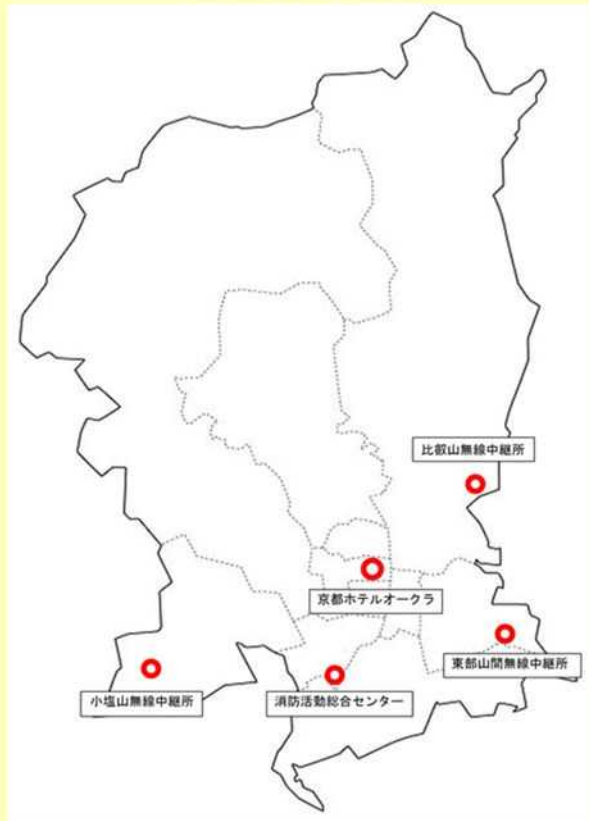 比叡山無線中継所
京都ホテルオークラ
東部山間無線中継所
小塩山無線中継所
消防活動総合センター